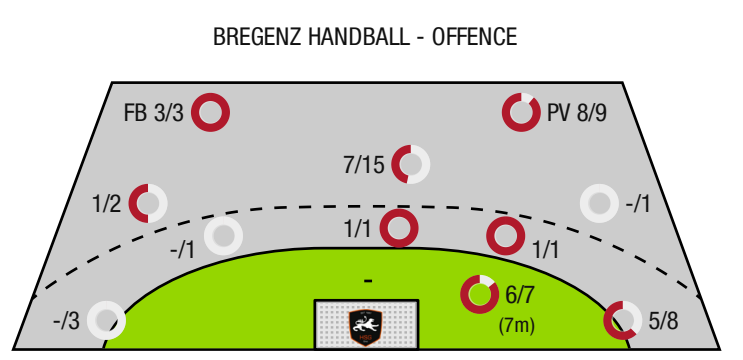 BREGENZ HANDBALL - OFFENCE
FB 3/3
PV 8/9
7/15
1/2
-/1
1/1
-/1
1/1
-
6/7
(7m)
-/3
5/8